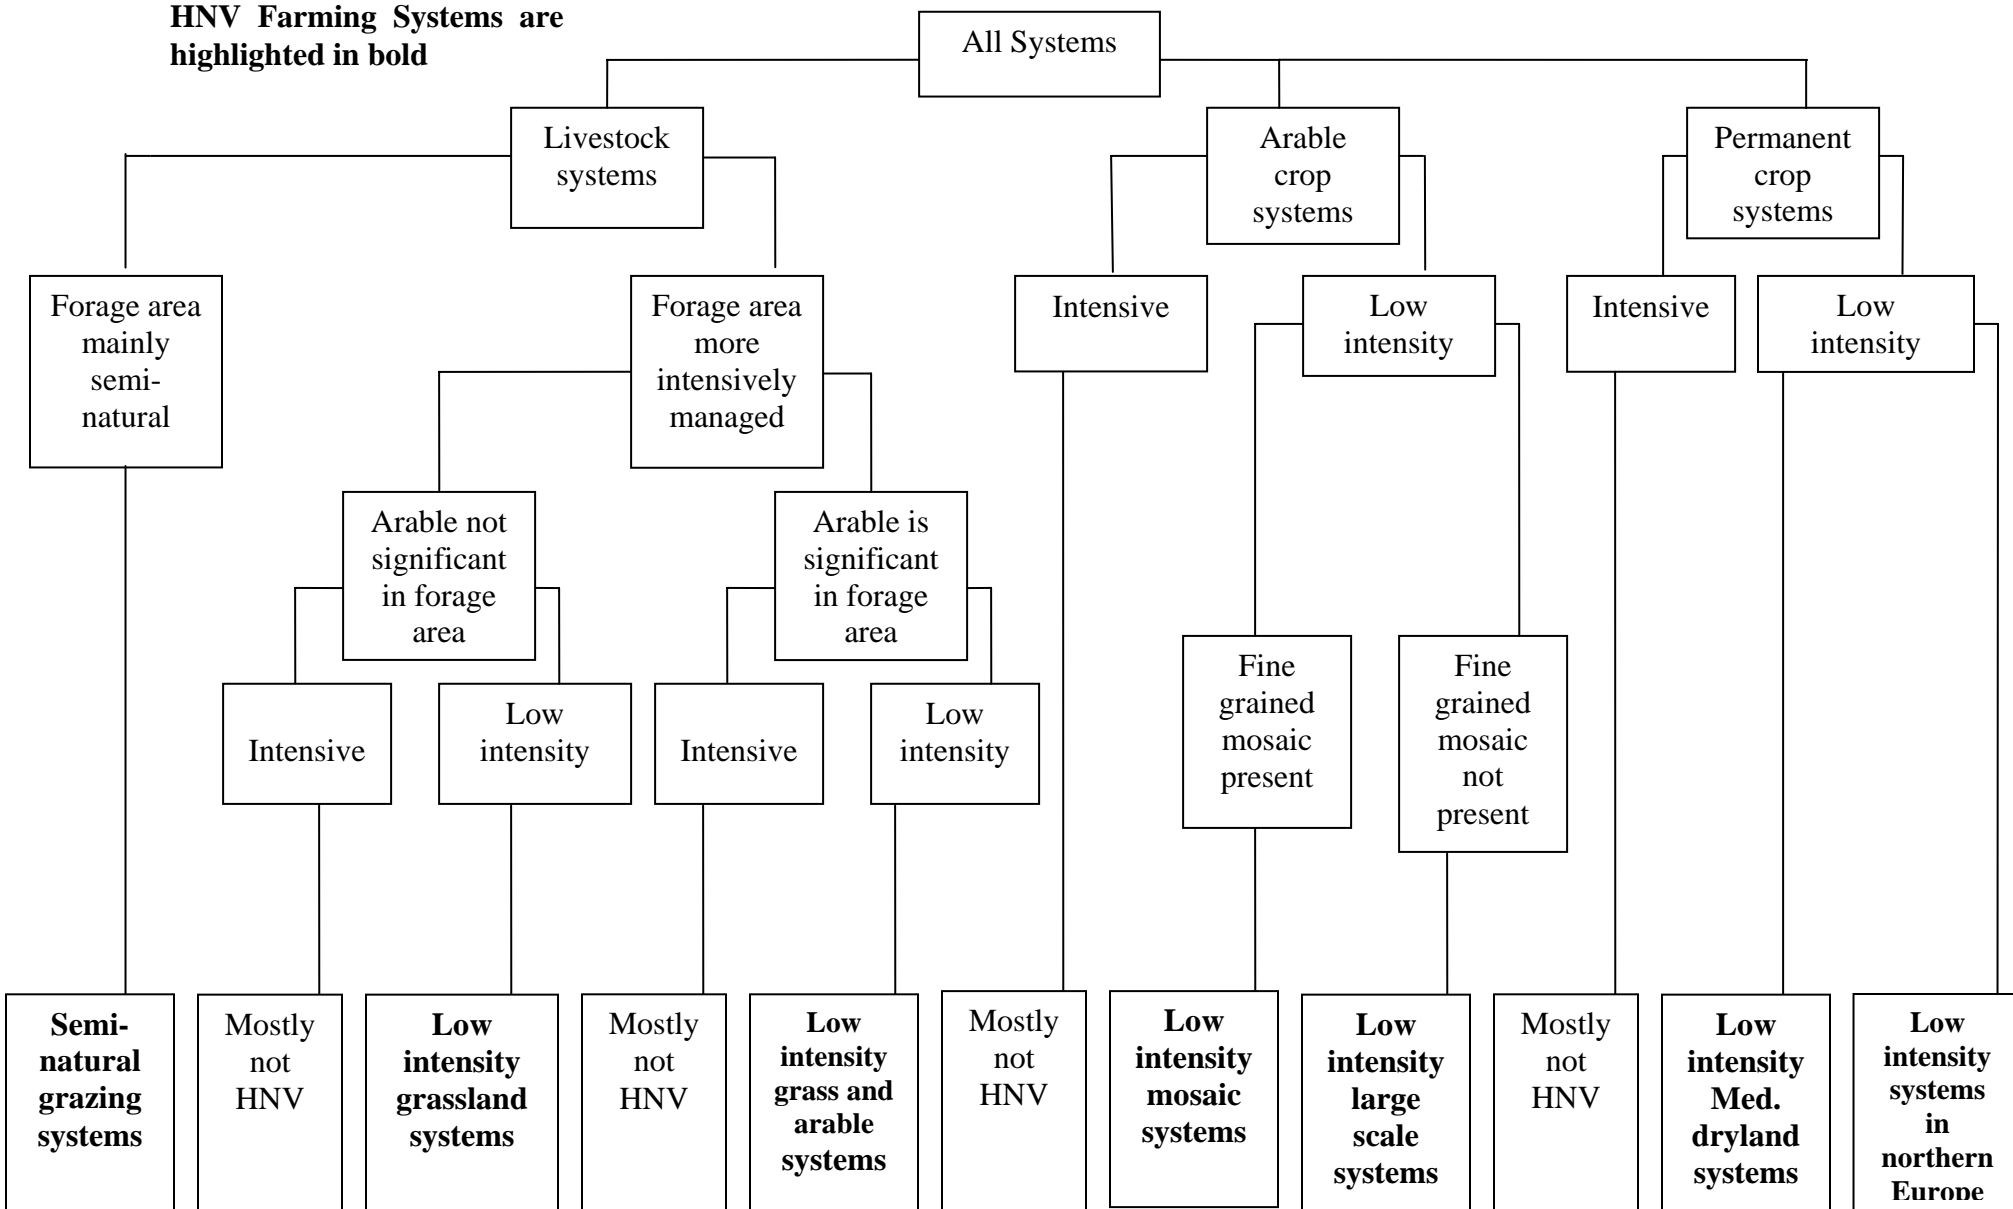 HNV Farming Systems are
highlighted in bold
All Systems
Livestock
systems
Arable
crop
systems
Permanent
crop
systems
Forage area
mainly
semi-
natural
Forage area
more
intensively
managed
Intensive
Low
intensity
Intensive
Low
intensity
Arable not
significant
in forage
area
Arable is
significant
in forage
area
Fine
grained
mosaic
present
Fine
grained
mosaic
not
present
Intensive
Low
intensity
Intensive
Low
intensity
Semi-
natural
grazing
systems
Mostly
not
HNV
Low
intensity
grassland
systems
Mostly
not
HNV
Low
intensity
grass and
arable
systems
Mostly
not
HNV
Low
intensity
mosaic
systems
Low
intensity
large
scale
systems
Mostly
not
HNV
Low
intensity
Med.
dryland
systems
Low
intensity
systems
in
northern
Europe